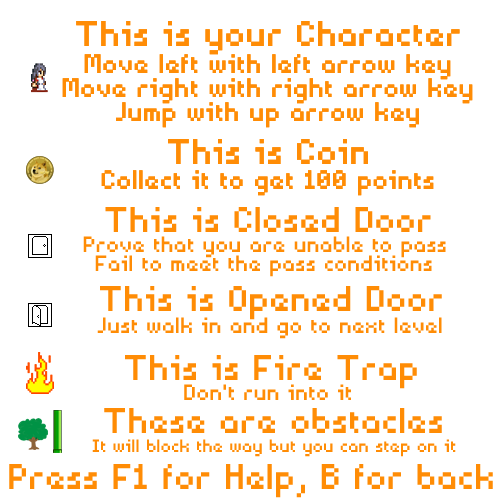 This is your Character
Move left with left arrow key
Move right with right arrow key
Jump with up arrow key
This is Coin
Collect it to get 100 points
This is Closed Door
Prove that you are unable to pass
Fail to meet the pass conditions
This is Opened Door
Just walk in and go to next level
This is Fire Trap
Don't run into it
These are obstacles
It will block the way but you can step on it
Press F1 for Help, B for back